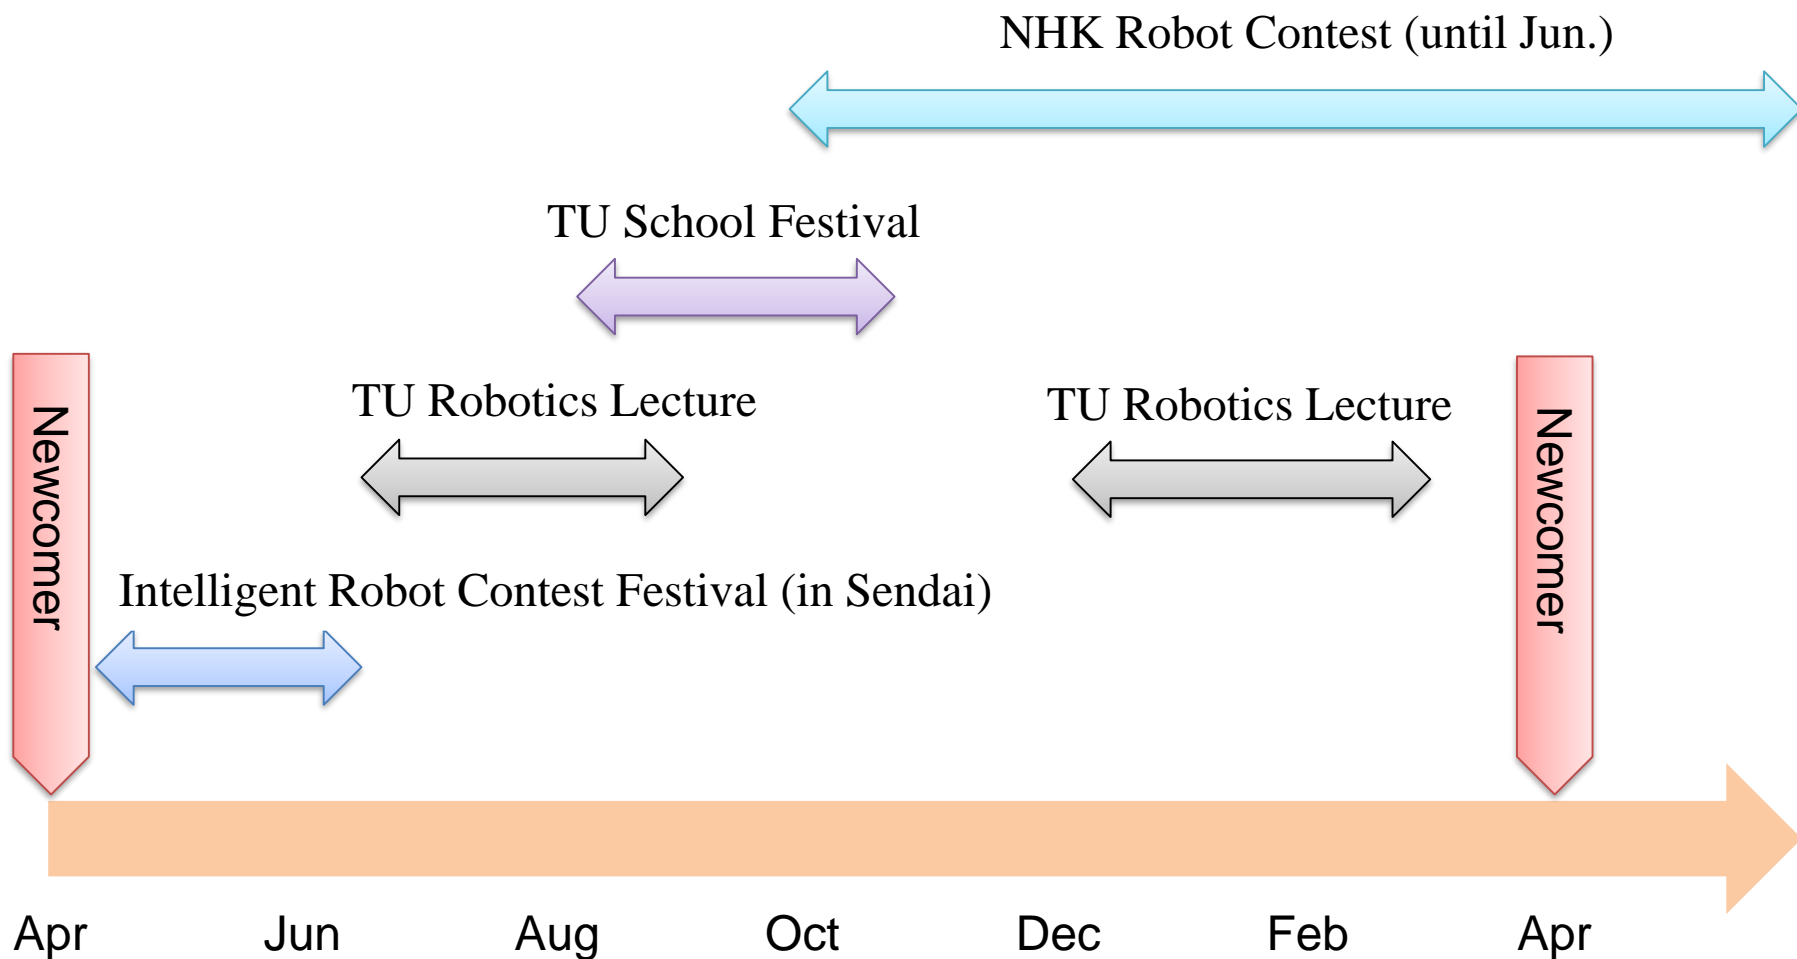 NHK Robot Contest (until Jun.)
TU School Festival
TU Robotics Lecture
TU Robotics Lecture
Newcomer
Newcomer
Intelligent Robot Contest Festival (in Sendai)
Apr
Jun
Aug
Oct
Dec
Feb
Apr